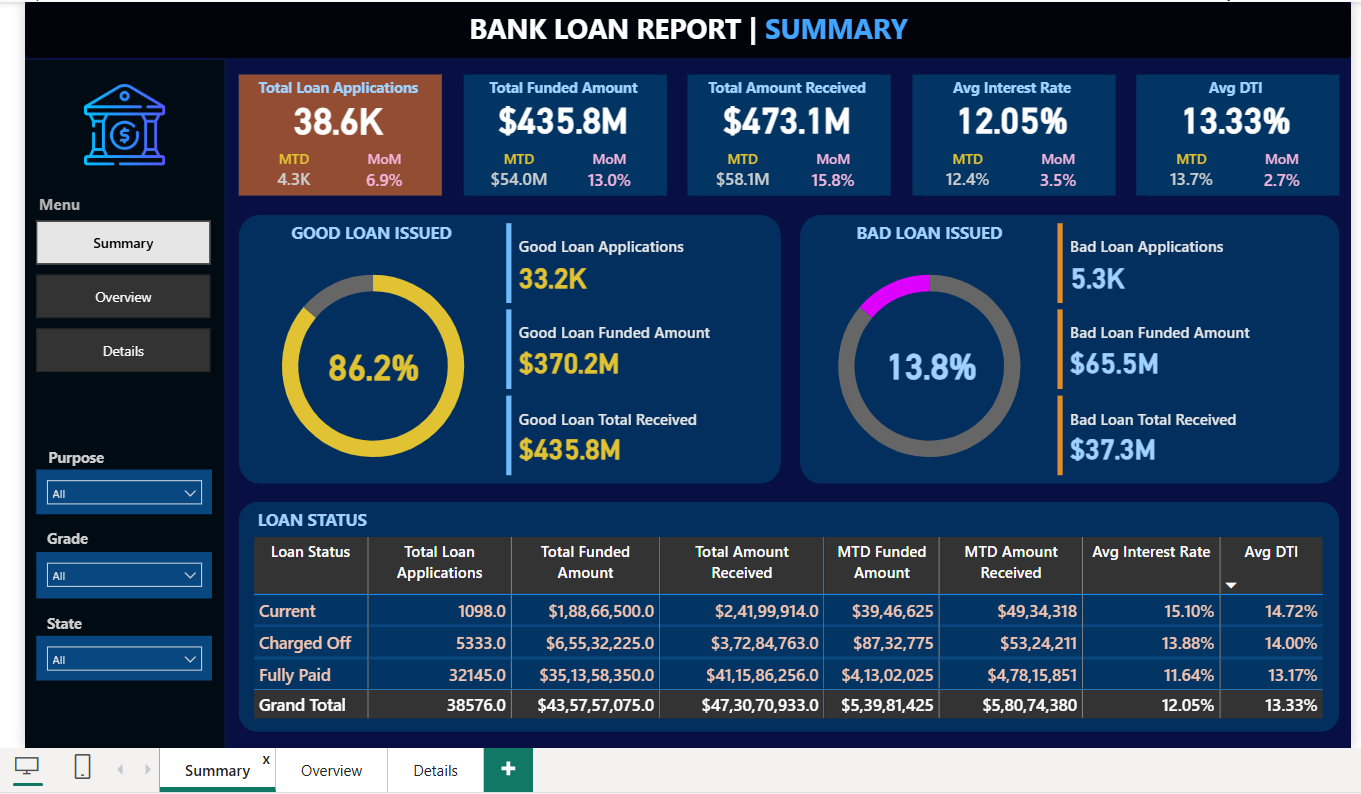 BANK LOAN REPORT | SUMMARY
Total Loan Applications
38.6K
MTD MoM
4.3K 6.9%
Total Funded Amount
$435.8M
MTD MoM
$54.0M 13.0%
Total Amount Received
$473.1M
MTD MoM
$58.1M 15.8%
Avg Interest Rate
12.05%
MTD MoM
12.4% 3.5%
Avg DTI
13.33%
MTD MoM
13.7% 2.7%
Menu
Summary
Overview
Details
Purpose
All
Grade
All
State
All
GOOD LOAN ISSUED
86.2%
Good Loan Applications
33.2K
Good Loan Funded Amount
$370.2M
Good Loan Total Received
$435.8M
BAD LOAN ISSUED
13.8%
Bad Loan Applications
5.3K
Bad Loan Funded Amount
$65.5M
Bad Loan Total Received
$37.3M
LOAN STATUS
Loan Status Total Loan Total Funded Total Amount MTD Funded MTD Amount Avg Interest Rate Avg DTI
Applications Amount Received Amount Received
Current 1098.0 $1,88,66,500.0 $2,41,99,914.0 $39,46,625 $49,34,318 15.10% 14.72%
Charged Off 5333.0 $6,55,32,225.0 $3,72,84,763.0 $87,32,775 $53,24,211 13.88% 14.00%
Fully Paid 32145.0 $35,13,58,350.0 $41,15,86,256.0 $4,13,02,025 $4,78,15,851 11.64% 13.17%
Grand Total 38576.0 $43,57,57,075.0 $47,30,70,933.0 $5,39,81,425 $5,80,74,380 12.05% 13.33%
Summary x Overview Details +